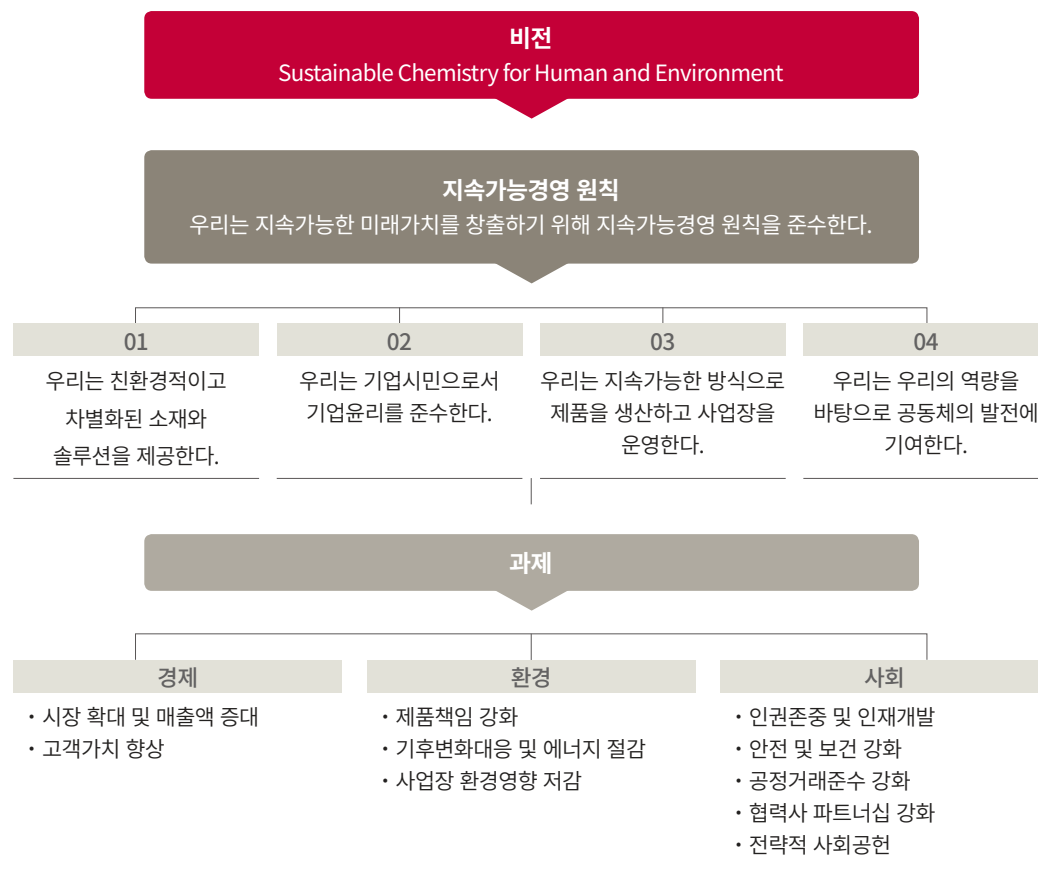 비전
Sustainable Chemistry for Human and Environment
지속가능경영 원칙
우리는 지속가능한 미래가치를 창출하기 위해 지속가능경영 원칙을 준수한다.
01
우리는 친환경적이고
차별화된 소재와
솔루션을 제공한다.
02
우리는 기업시민으로서
기업윤리를 준수한다.
03
우리는 지속가능한 방식으로
제품을 생산하고 사업장을
운영한다.
04
우리는 우리의 역량을
바탕으로 공동체의 발전에
기여한다.
과제
경제
・시장 확대 및 매출액 증대
・고객가치 향상
환경
・제품책임 강화
・기후변화대응 및 에너지 절감
・사업장 환경영향 저감
사회
・인권존중 및 인재개발
・안전 및 보건 강화
・공정거래준수 강화
・협력사 파트너십 강화
・전략적 사회공헌